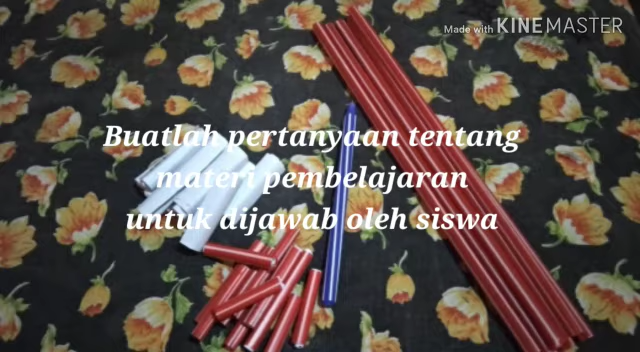 Made with KINEMASTER
Buatlah pertanyaan tentang
materi pembelajaran
untuk dijawab oleh siswa